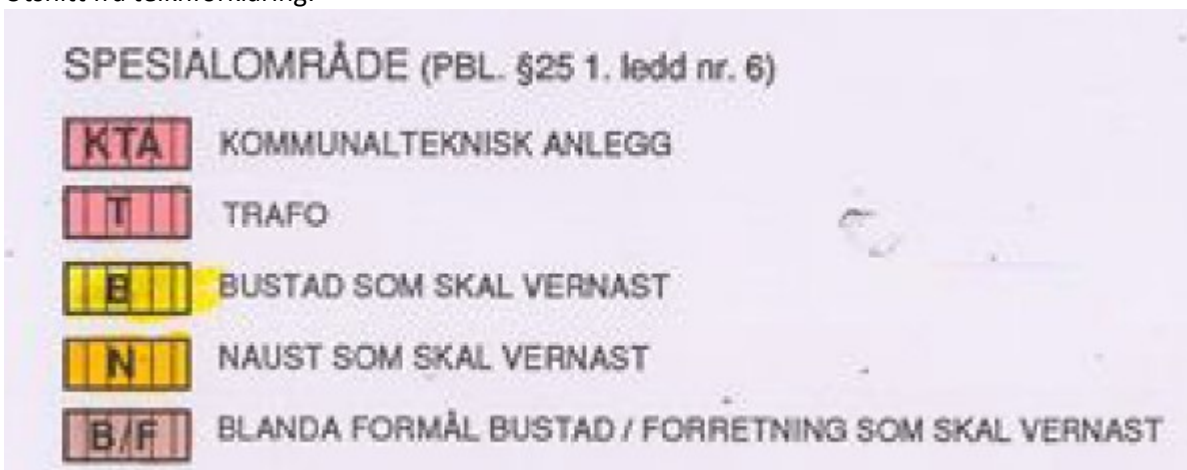 SPESIALOMRÅDE (PBL. §25 1. ledd nr. 6)
KTA KOMMUNALTEKNISK ANLEGG
T TRAFO
B BUSTAD SOM SKAL VERNAST
N NAUST SOM SKAL VERNAST
B/F BLANDA FORMÅL BUSTAD / FORRETNING SOM SKAL VERNAST